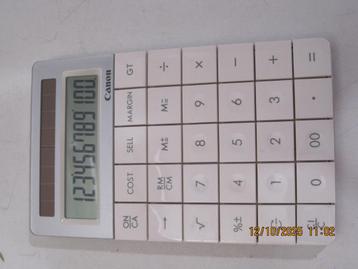 Canon
123456789100
ON/CA COST SELL MARGIN GT
→ RM/CM M± M= ÷
√ 7 8 9 ×
%± 4 5 6 −
1 2 3 +
0 00 . =
12/10/2025 11:02